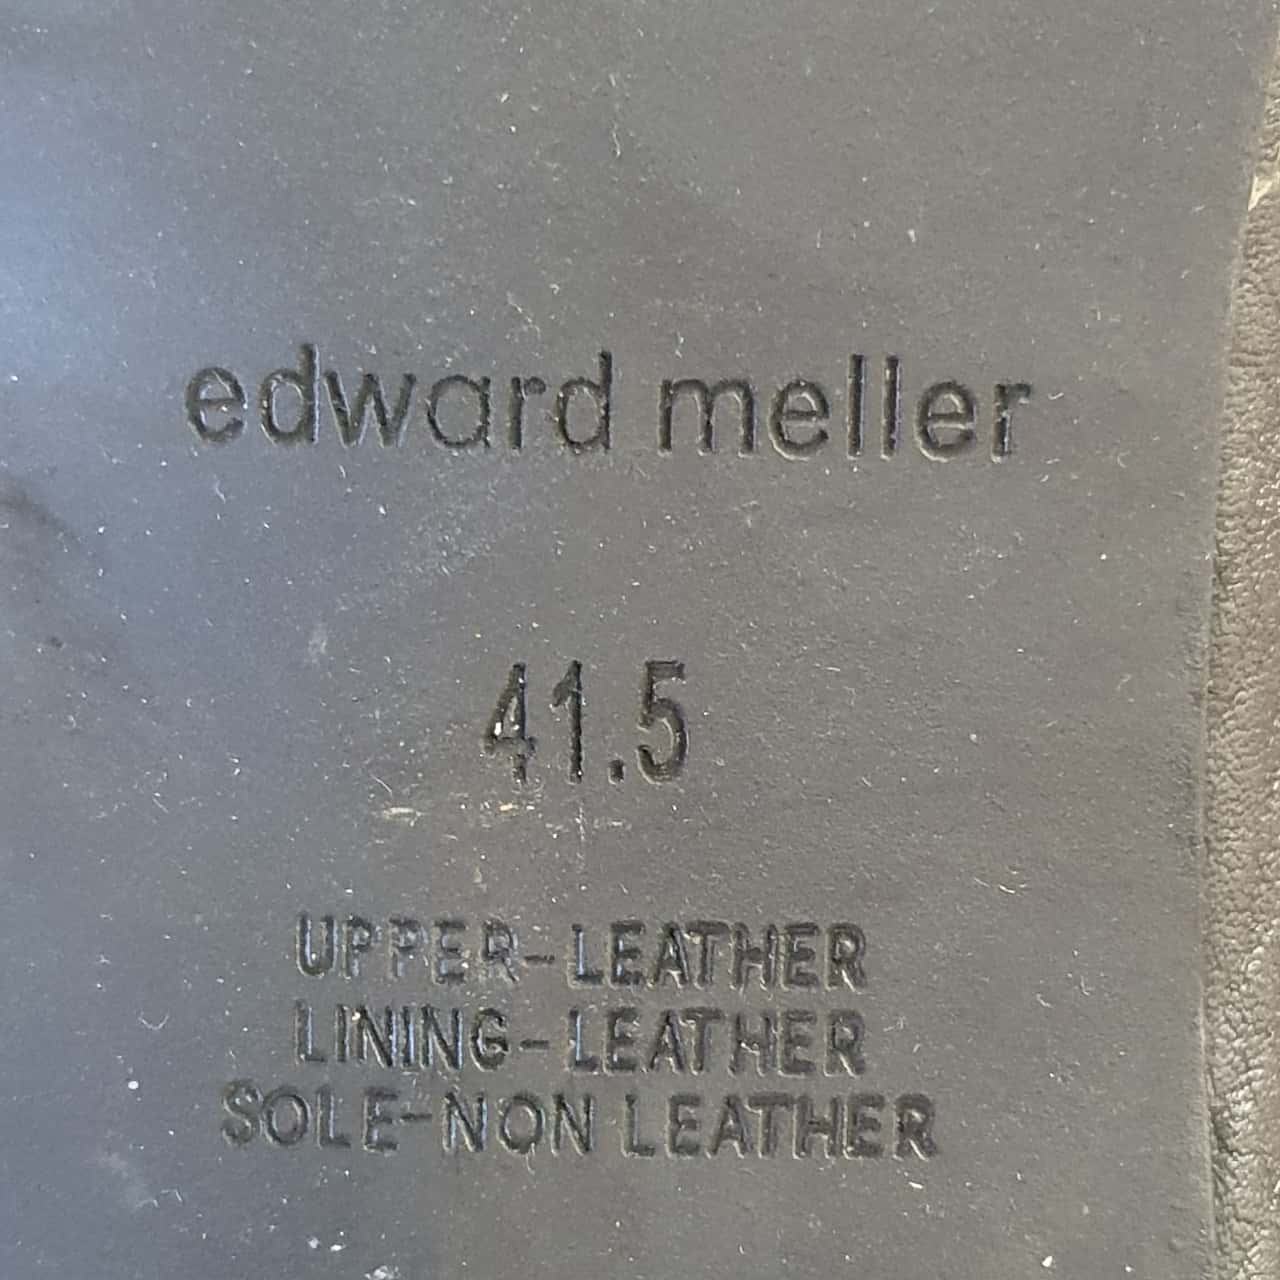 edward meller
41.5
UPPER-LEATHER
LINING-LEATHER
SOLE-NON LEATHER